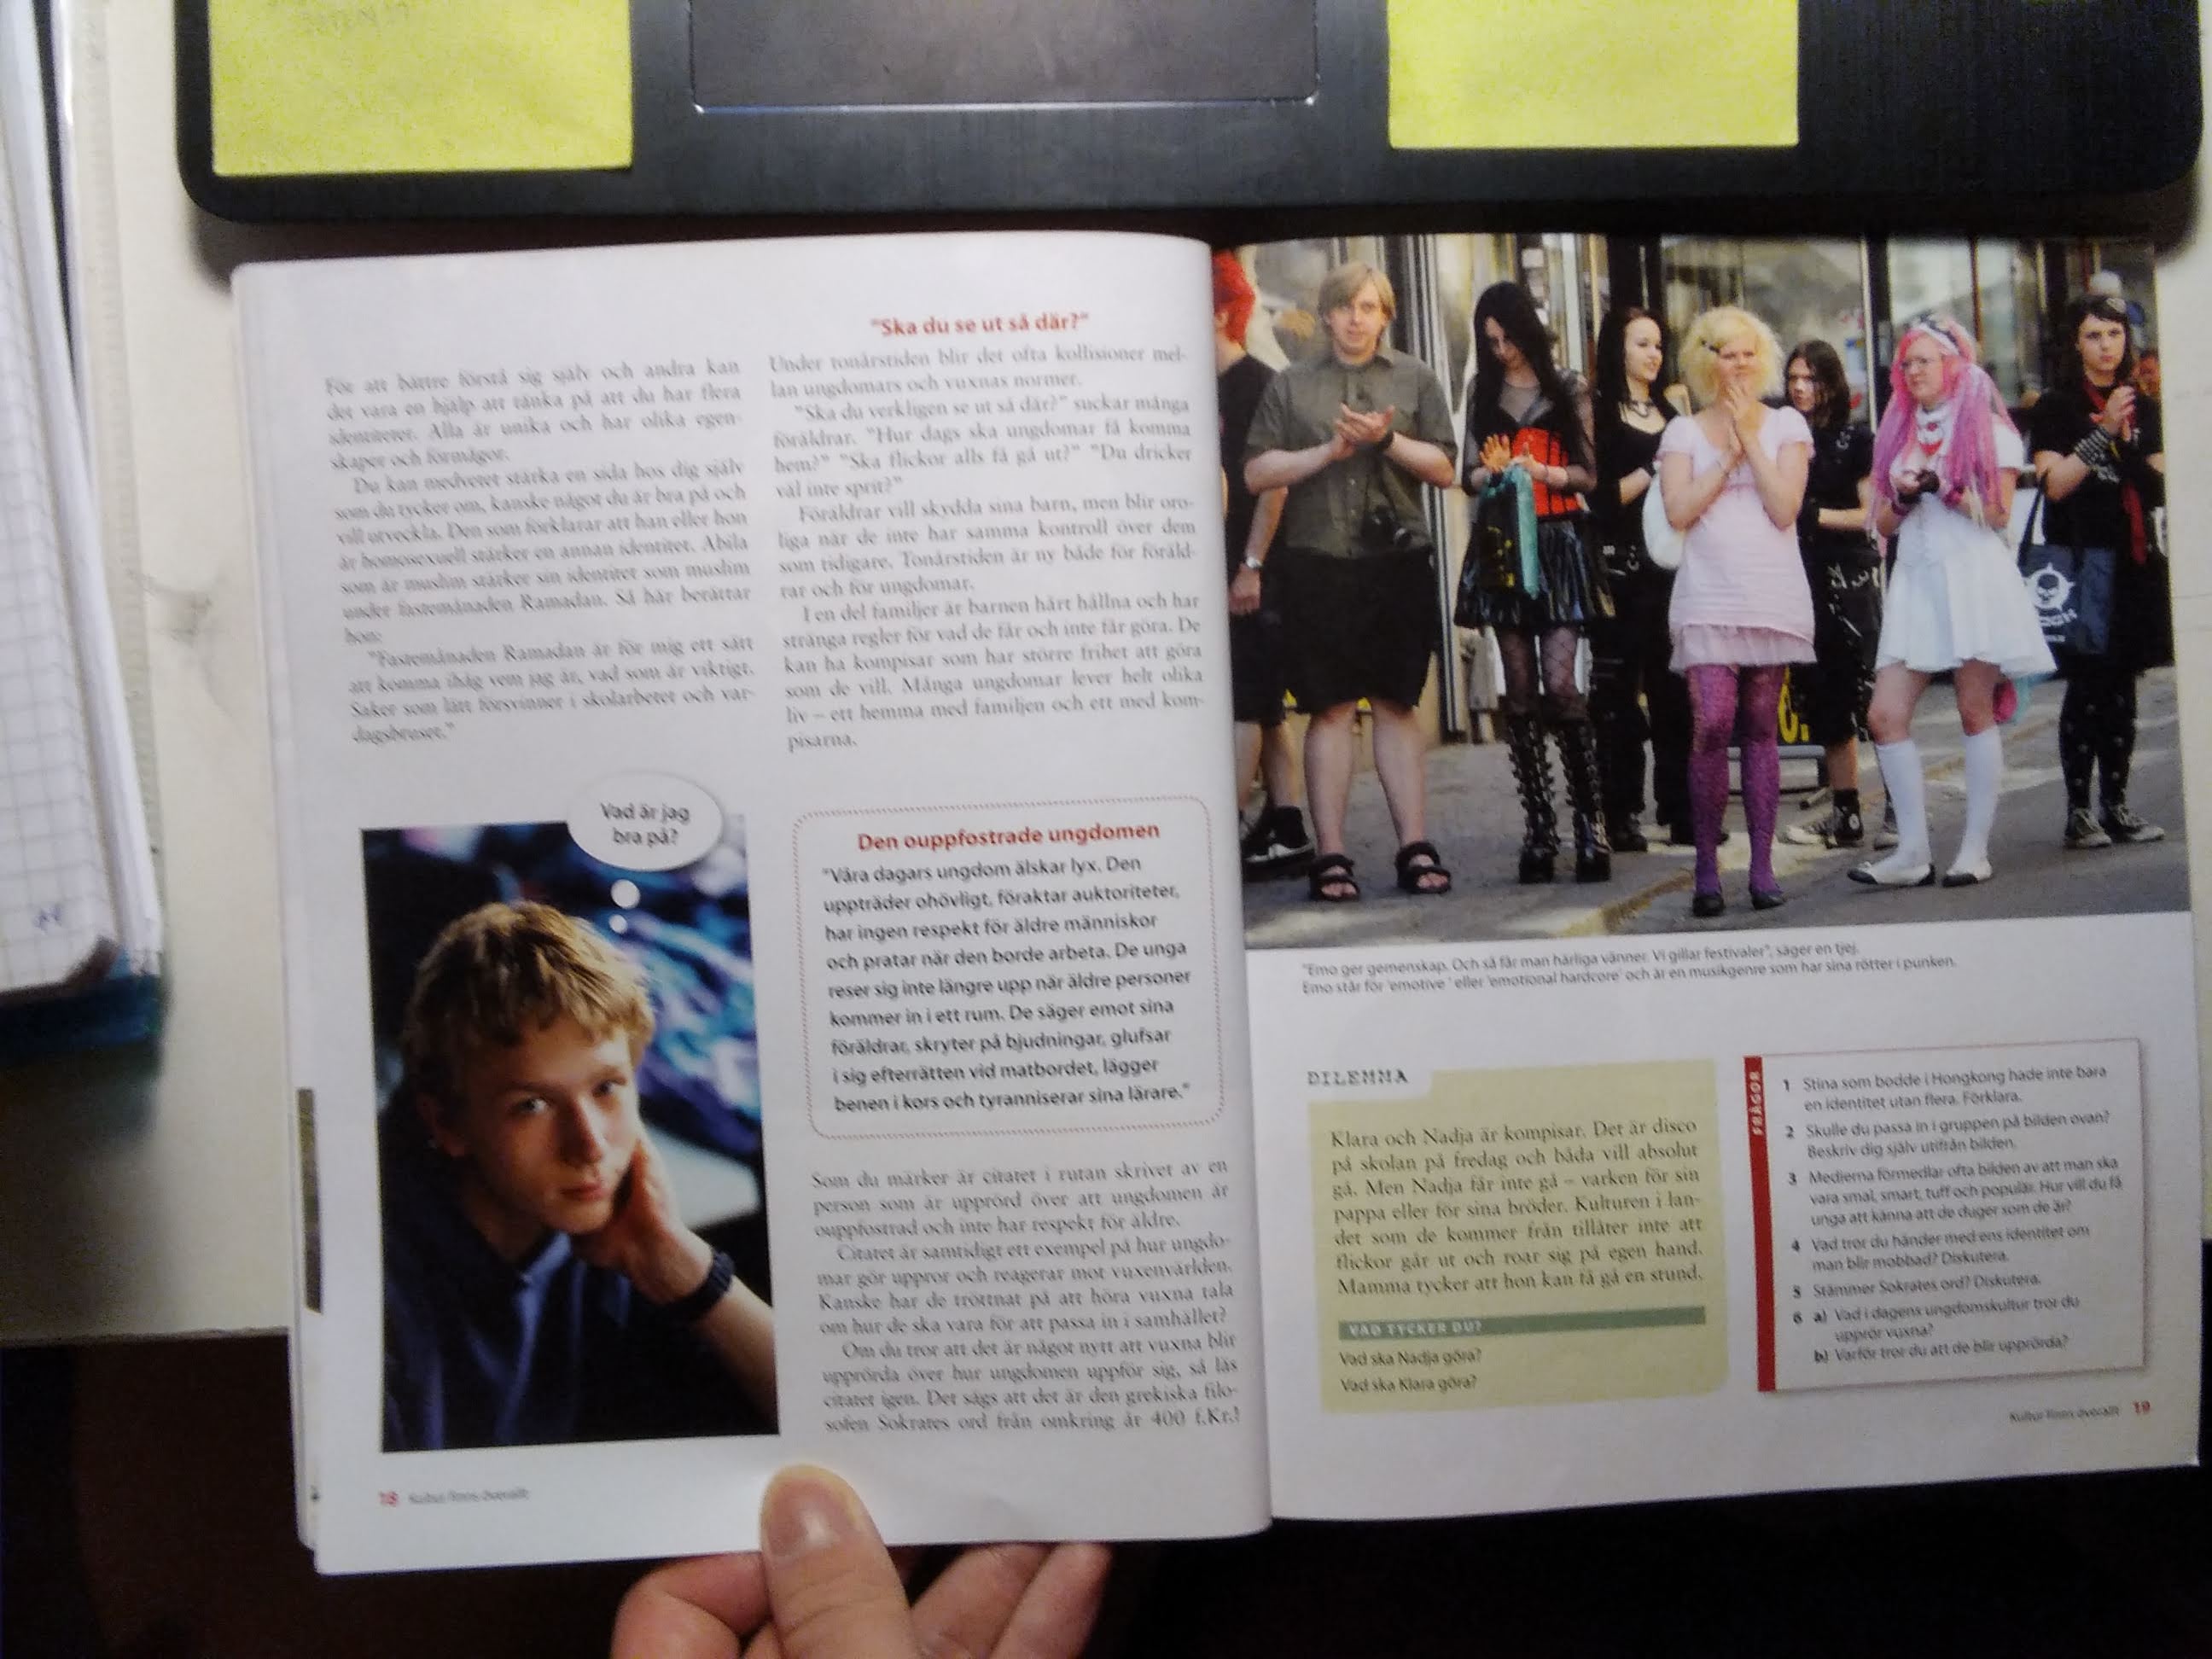 För att bättre förstå sig själv och andra kan
det vara en hjälp att tänka på att du har flera
identiteter. Alla är unika och har olika egen-
skaper och förmågor.
Du kan medvetet stärka en sida hos dig själv
som du tycker om, kanske något du är bra på och
vill utveckla. Den som förklarar att han eller hon
är homosexuell stärker en annan identitet. Abila
som är muslim stärker sin identitet som muslim
under fastemånaden Ramadan. Så här berättar
hon:
"Fastemånaden Ramadan är för mig ett sätt
att komma ihåg vem jag är, vad som är viktigt.
Saker som lätt försvinner i skolarbetet och var-
dagsbruset."
Vad är jag
bra på?
18 Kultur finns överallt
"Ska du se ut så där?"
Under tonårstiden blir det ofta kollisioner mel-
lan ungdomars och vuxnas normer.
"Ska du verkligen se ut så där?" suckar många
föräldrar. "Hur dags ska ungdomar få komma
hem?" "Ska flickor alls få gå ut?" "Du dricker
väl inte sprit?"
Föräldrar vill skydda sina barn, men blir oro-
liga när de inte har samma kontroll över dem
som tidigare. Tonårstiden är ny både för föräld-
rar och för ungdomar.
I en del familjer är barnen hårt hållna och har
stränga regler för vad de får och inte får göra. De
kan ha kompisar som har större frihet att göra
som de vill. Många ungdomar lever helt olika
liv – ett hemma med familjen och ett med kom-
pisarna.
Den ouppfostrade ungdomen
"Våra dagars ungdom älskar lyx. Den
uppträder ohövligt, föraktar auktoriteter,
har ingen respekt för äldre människor
och pratar när den borde arbeta. De unga
reser sig inte längre upp när äldre personer
kommer in i ett rum. De säger emot sina
föräldrar, skryter på bjudningar, glufsar
i sig efterrätten vid matbordet, lägger
benen i kors och tyranniserar sina lärare."
Som du märker är citatet i rutan skrivet av en
person som är upprörd över att ungdomen är
ouppfostrad och inte har respekt för äldre.
Citatet är samtidigt ett exempel på hur ungdo-
mar gör uppror och reagerar mot vuxenvärlden.
Kanske har de tröttnat på att höra vuxna tala
om hur de ska vara för att passa in i samhället?
Om du tror att det är något nytt att vuxna blir
upprörda över hur ungdomen uppför sig, så läs
citatet igen. Det sägs att det är den grekiska filo-
sofen Sokrates ord från omkring år 400 f.Kr.!
"Emo ger gemenskap. Och så får man härliga vänner. Vi gillar festivaler", säger en tjej.
Emo står för 'emotive ' eller 'emotional hardcore' och är en musikgenre som har sina rötter i punken.
DILEMMA
Klara och Nadja är kompisar. Det är disco
på skolan på fredag och båda vill absolut
gå. Men Nadja får inte gå – varken för sin
pappa eller för sina bröder. Kulturen i lan-
det som de kommer från tillåter inte att
flickor går ut och roar sig på egen hand.
Mamma tycker att hon kan få gå en stund.
VAD TYCKER DU?
Vad ska Nadja göra?
Vad ska Klara göra?
FRÅGOR
1 Stina som bodde i Hongkong hade inte bara
en identitet utan flera. Förklara.
2 Skulle du passa in i gruppen på bilden ovan?
Beskriv dig själv utifrån bilden.
3 Medierna förmedlar ofta bilden av att man ska
vara smal, smart, tuff och populär. Hur vill du få
unga att känna att de duger som de är?
4 Vad tror du händer med ens identitet om
man blir mobbad? Diskutera.
5 Stämmer Sokrates ord? Diskutera.
6 a) Vad i dagens ungdomskultur tror du
upprör vuxna?
b) Varför tror du att de blir upprörda?
Kultur finns överallt 19